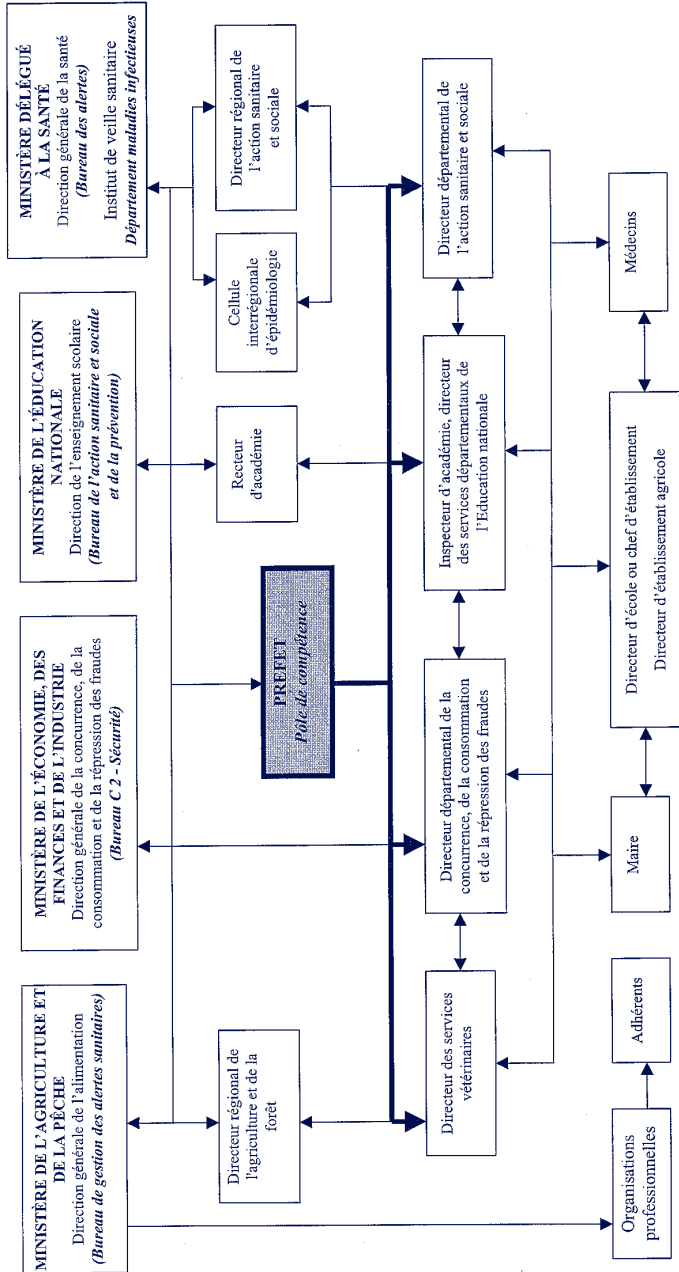 MINISTÈRE DE L'AGRICULTURE ET
DE LA PÊCHE
Direction générale de l'alimentation
(Bureau de gestion des alertes sanitaires)
MINISTÈRE DE L'ÉCONOMIE, DES
FINANCES ET DE L'INDUSTRIE
Direction générale de la concurrence, de la
consommation et de la répression des fraudes
(Bureau C 2 - Sécurité)
MINISTÈRE DE L'ÉDUCATION
NATIONALE
Direction de l'enseignement scolaire
(Bureau de l'action sanitaire et sociale
et de la prévention)
MINISTÈRE DÉLÉGUÉ
À LA SANTÉ
Direction générale de la santé
(Bureau des alertes)
Institut de veille sanitaire
Département maladies infectieuses
Directeur régional de
l'agriculture et de la
forêt
PREFET
Pôle de compétence
Recteur
d'académie
Cellule
interrégionale
d'épidémiologie
Directeur régional de
l'action sanitaire
et sociale
Directeur des services
vétérinaires
Directeur départemental de la
concurrence, de la consommation
et de la répression des fraudes
Inspecteur d'académie, directeur
des services départementaux de
l'Education nationale
Directeur départemental de
l'action sanitaire et sociale
Organisations
professionnelles
Adhérents
Maire
Directeur d'école ou chef d'établissement
Directeur d'établissement agricole
Médecins